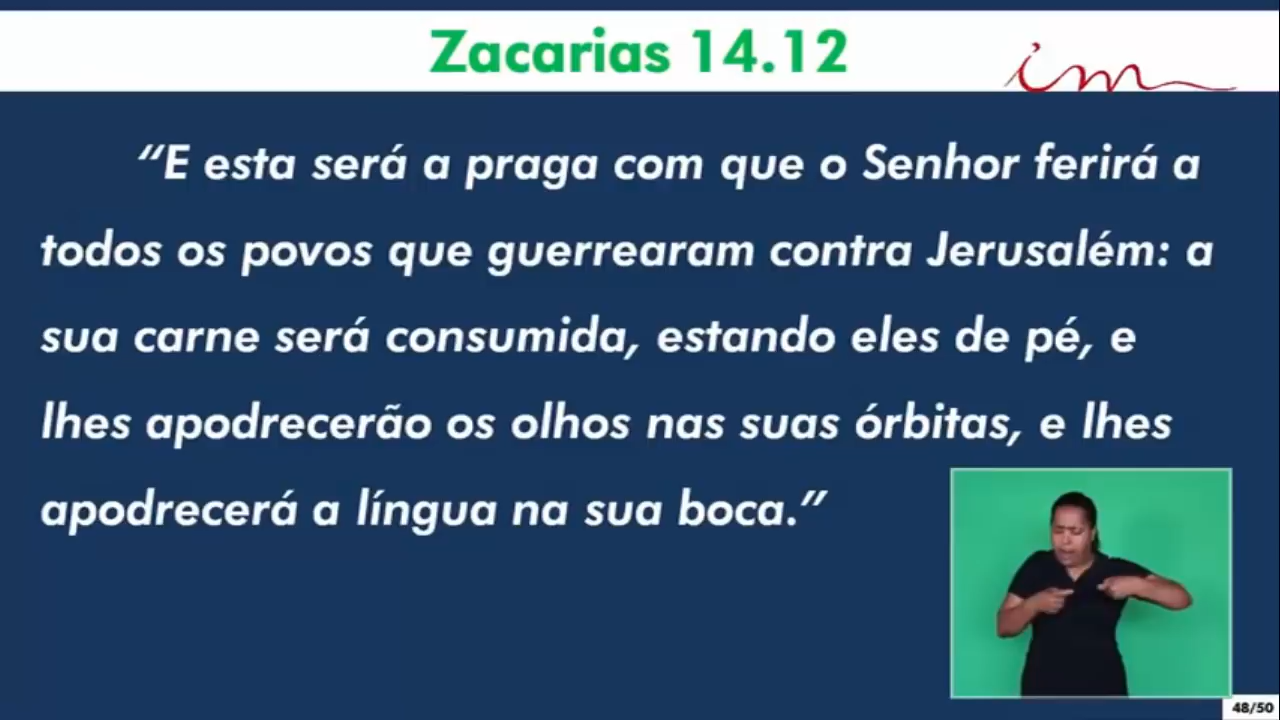 Zacarias 14.12
im
“E esta será a praga com que o Senhor ferirá a
todos os povos que guerrearam contra Jerusalém: a
sua carne será consumida, estando eles de pé, e
lhes apodrecerão os olhos nas suas órbitas, e lhes
apodrecerá a língua na sua boca.”
48/50